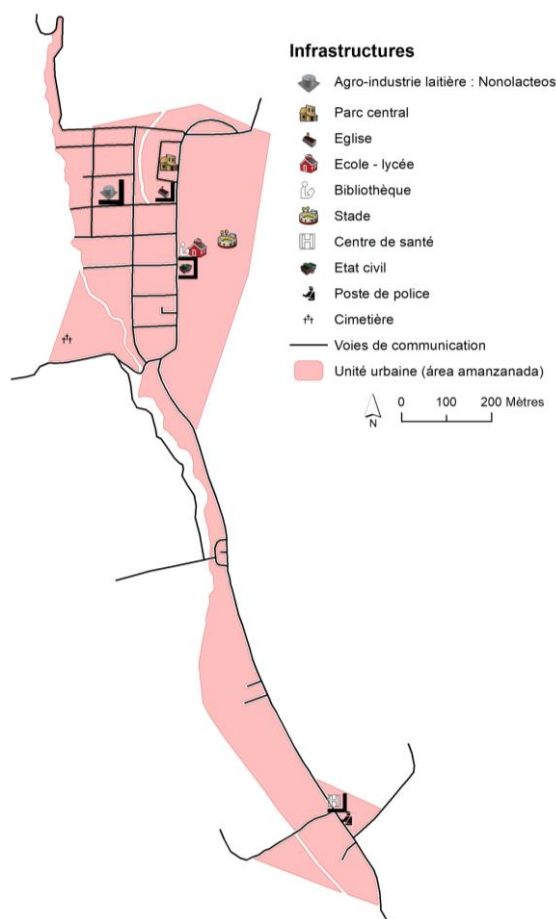 Infrastructures
Agro-industrie laitière : Nonolacteos
Parc central
Eglise
Ecole - lycée
Bibliothèque
Stade
Centre de santé
Etat civil
Poste de police
Cimetière
Voies de communication
Unité urbaine (área amanzanada)
0 100 200 Mètres
N